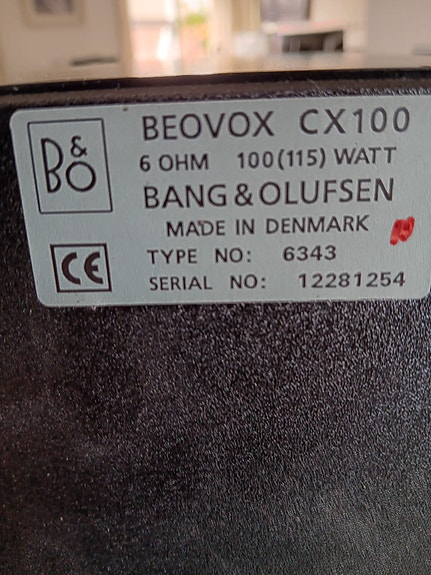 B&O
BEOVOX CX100
6 OHM 100(115) WATT
BANG & OLUFSEN
MADE IN DENMARK
CE
TYPE NO: 6343
SERIAL NO: 12281254